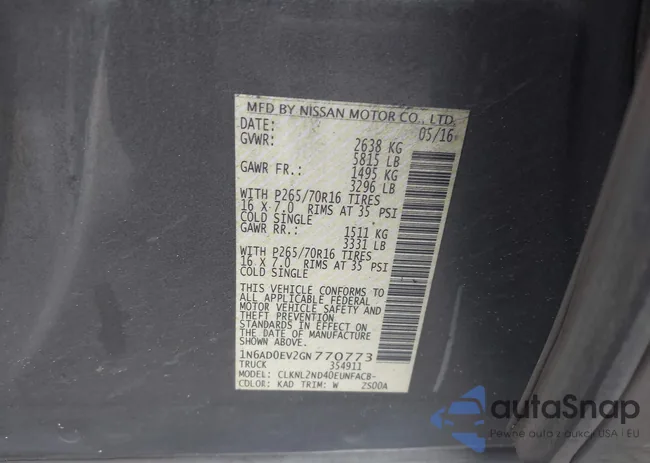 MFD BY NISSAN MOTOR CO., LTD.
DATE: 05/16
GVWR: 2638 KG
5815 LB
GAWR FR.: 1495 KG
3296 LB
WITH P265/70R16 TIRES
16 X 7.0 RIMS AT 35 PSI
COLD SINGLE
GAWR RR.: 1511 KG
3331 LB
WITH P265/70R16 TIRES
16 X 7.0 RIMS AT 35 PSI
COLD SINGLE
THIS VEHICLE CONFORMS TO
ALL APPLICABLE FEDERAL
MOTOR VEHICLE SAFETY AND
THEFT PREVENTION
STANDARDS IN EFFECT ON
THE DATE OF MANUFACTURE
SHOWN ABOVE.
1N6AD0EV2GN770773
TRUCK 354911
MODEL: CLKNL2ND40EUNFACB-
COLOR: KAD TRIM: W 2S00A
autaSnap
Pewne auta z aukcji USA i EU